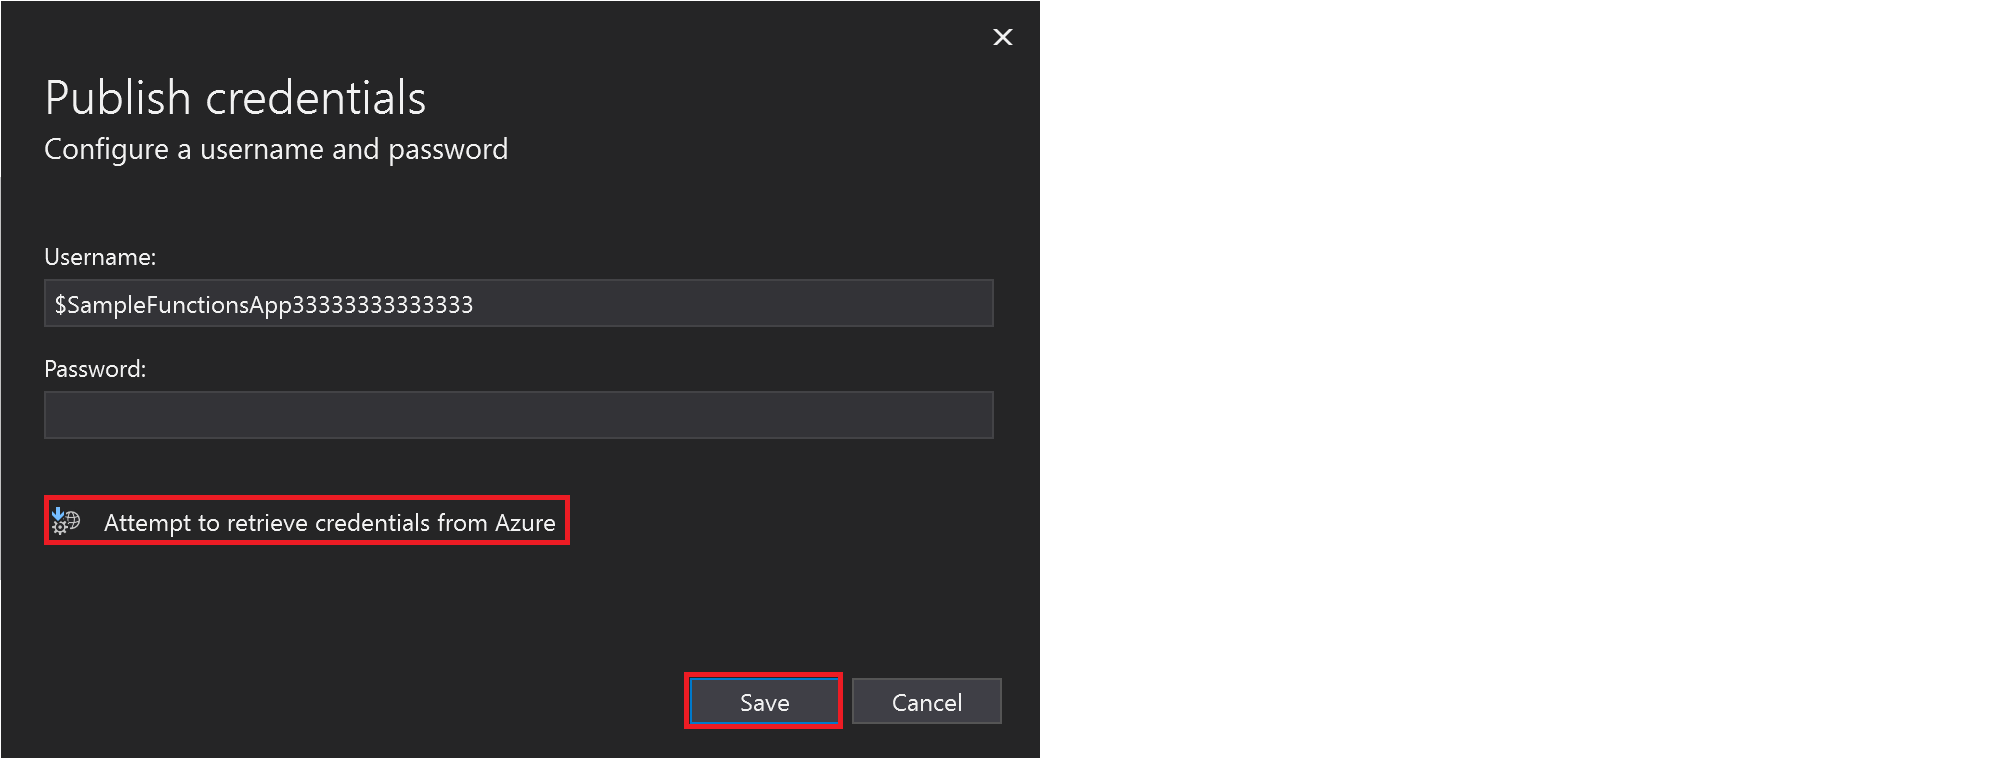 Publish credentials
Configure a username and password
Username:
$SampleFunctionsApp33333333333333
Password:
Attempt to retrieve credentials from Azure
Save
Cancel